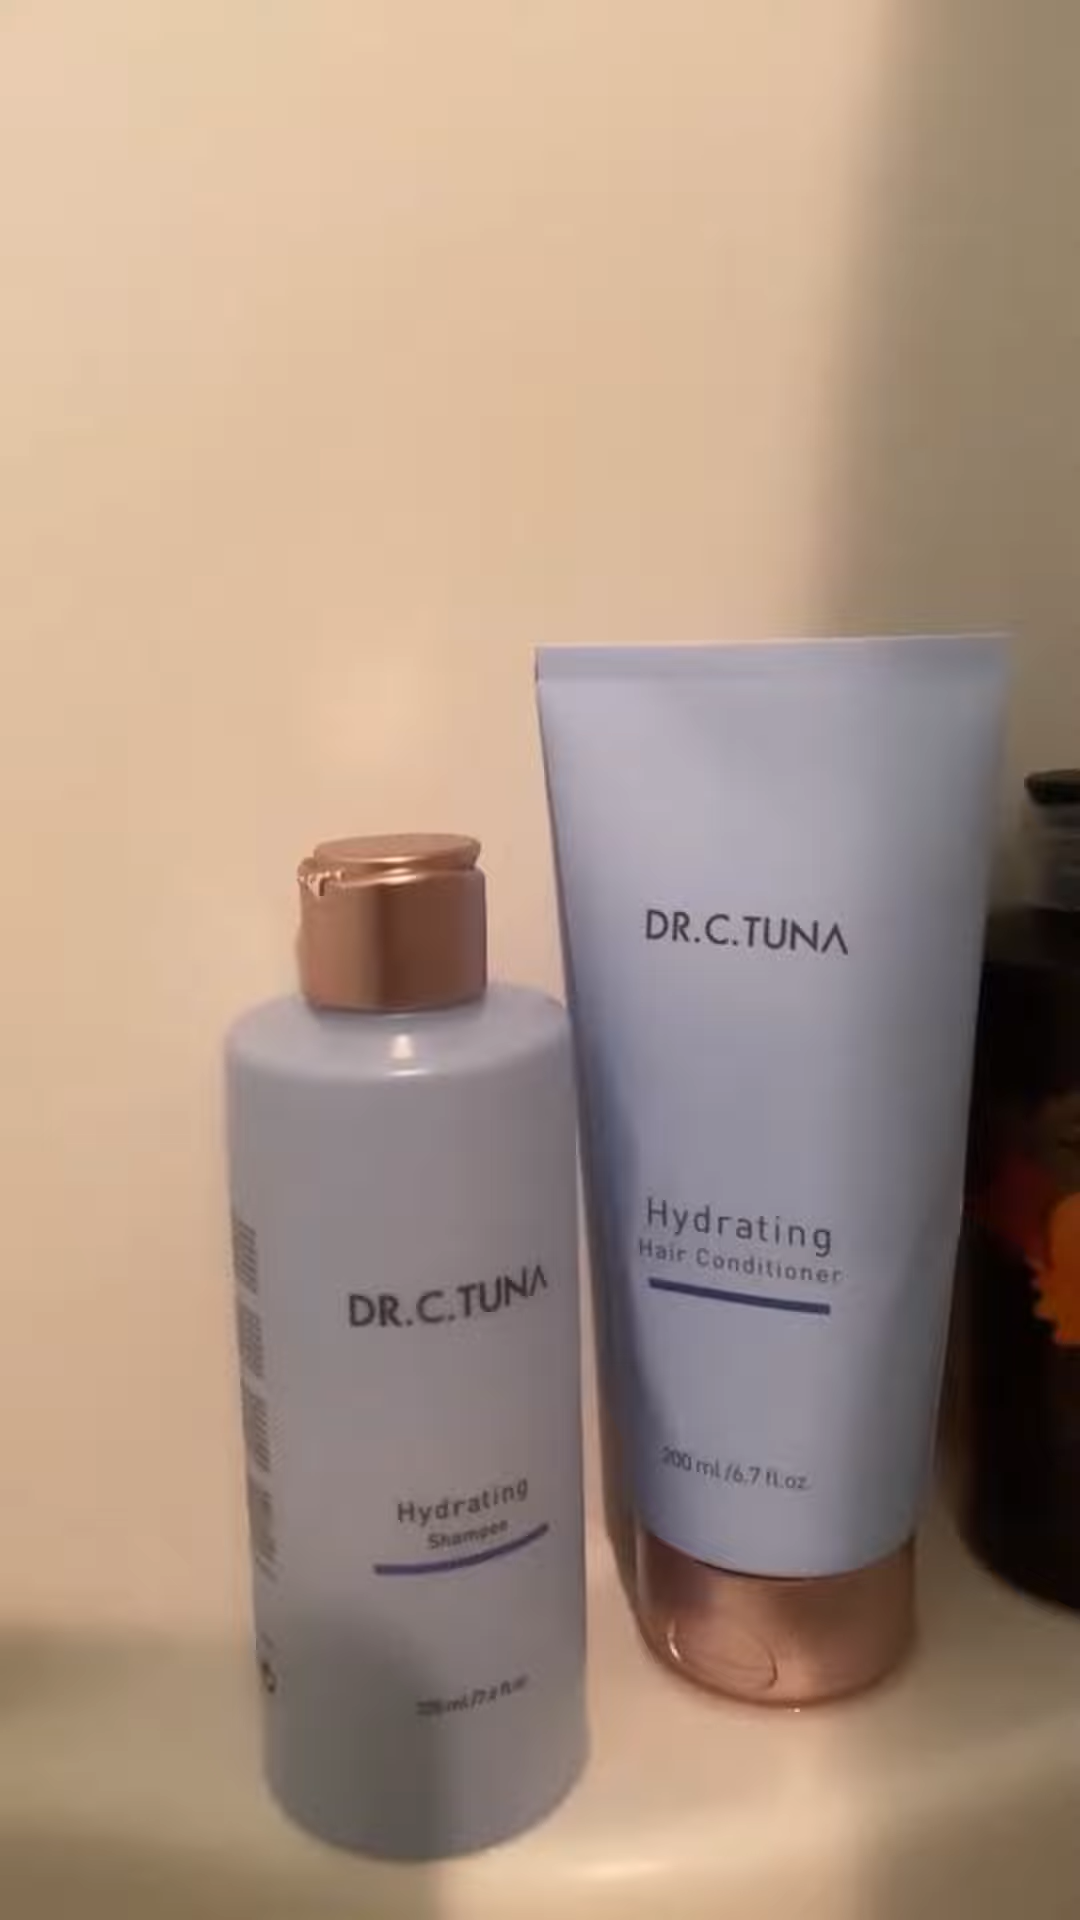 DR.C.TUNA
Hydrating
Shampoo
DR.C.TUNA
Hydrating
Hair Conditioner
200 ml/6.7 fl.oz.